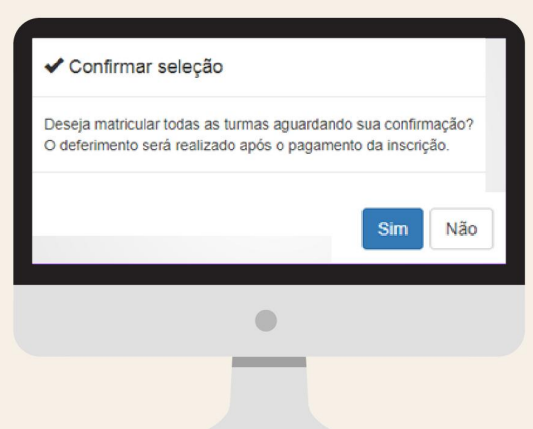 Confirmar seleção
Deseja matricular todas as turmas aguardando sua confirmação?
O deferimento será realizado após o pagamento da inscrição.
Sim Não